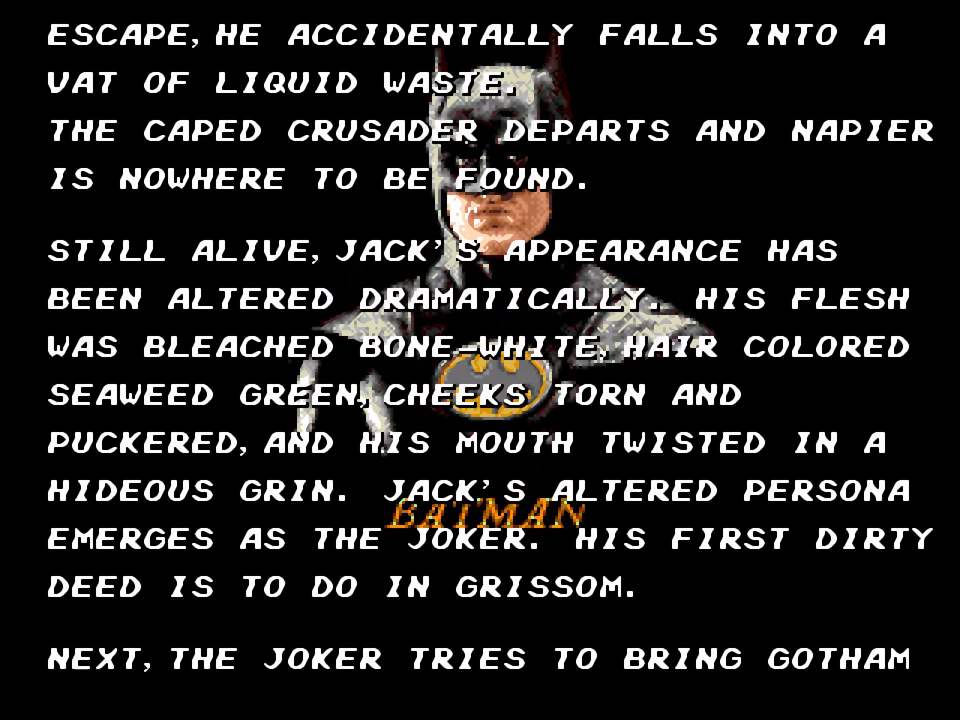 ESCAPE, HE ACCIDENTALLY FALLS INTO A
VAT OF LIQUID WASTE.
THE CAPED CRUSADER DEPARTS AND NAPIER
IS NOWHERE TO BE FOUND.
STILL ALIVE, JACK'S APPEARANCE HAS
BEEN ALTERED DRAMATICALLY. HIS FLESH
WAS BLEACHED BONE-WHITE, HAIR COLORED
SEAWEED GREEN, CHEEKS TORN AND
PUCKERED, AND HIS MOUTH TWISTED IN A
HIDEOUS GRIN. JACK'S ALTERED PERSONA
BATMAN
EMERGES AS THE JOKER. HIS FIRST DIRTY
DEED IS TO DO IN GRISSOM.
NEXT, THE JOKER TRIES TO BRING GOTHAM